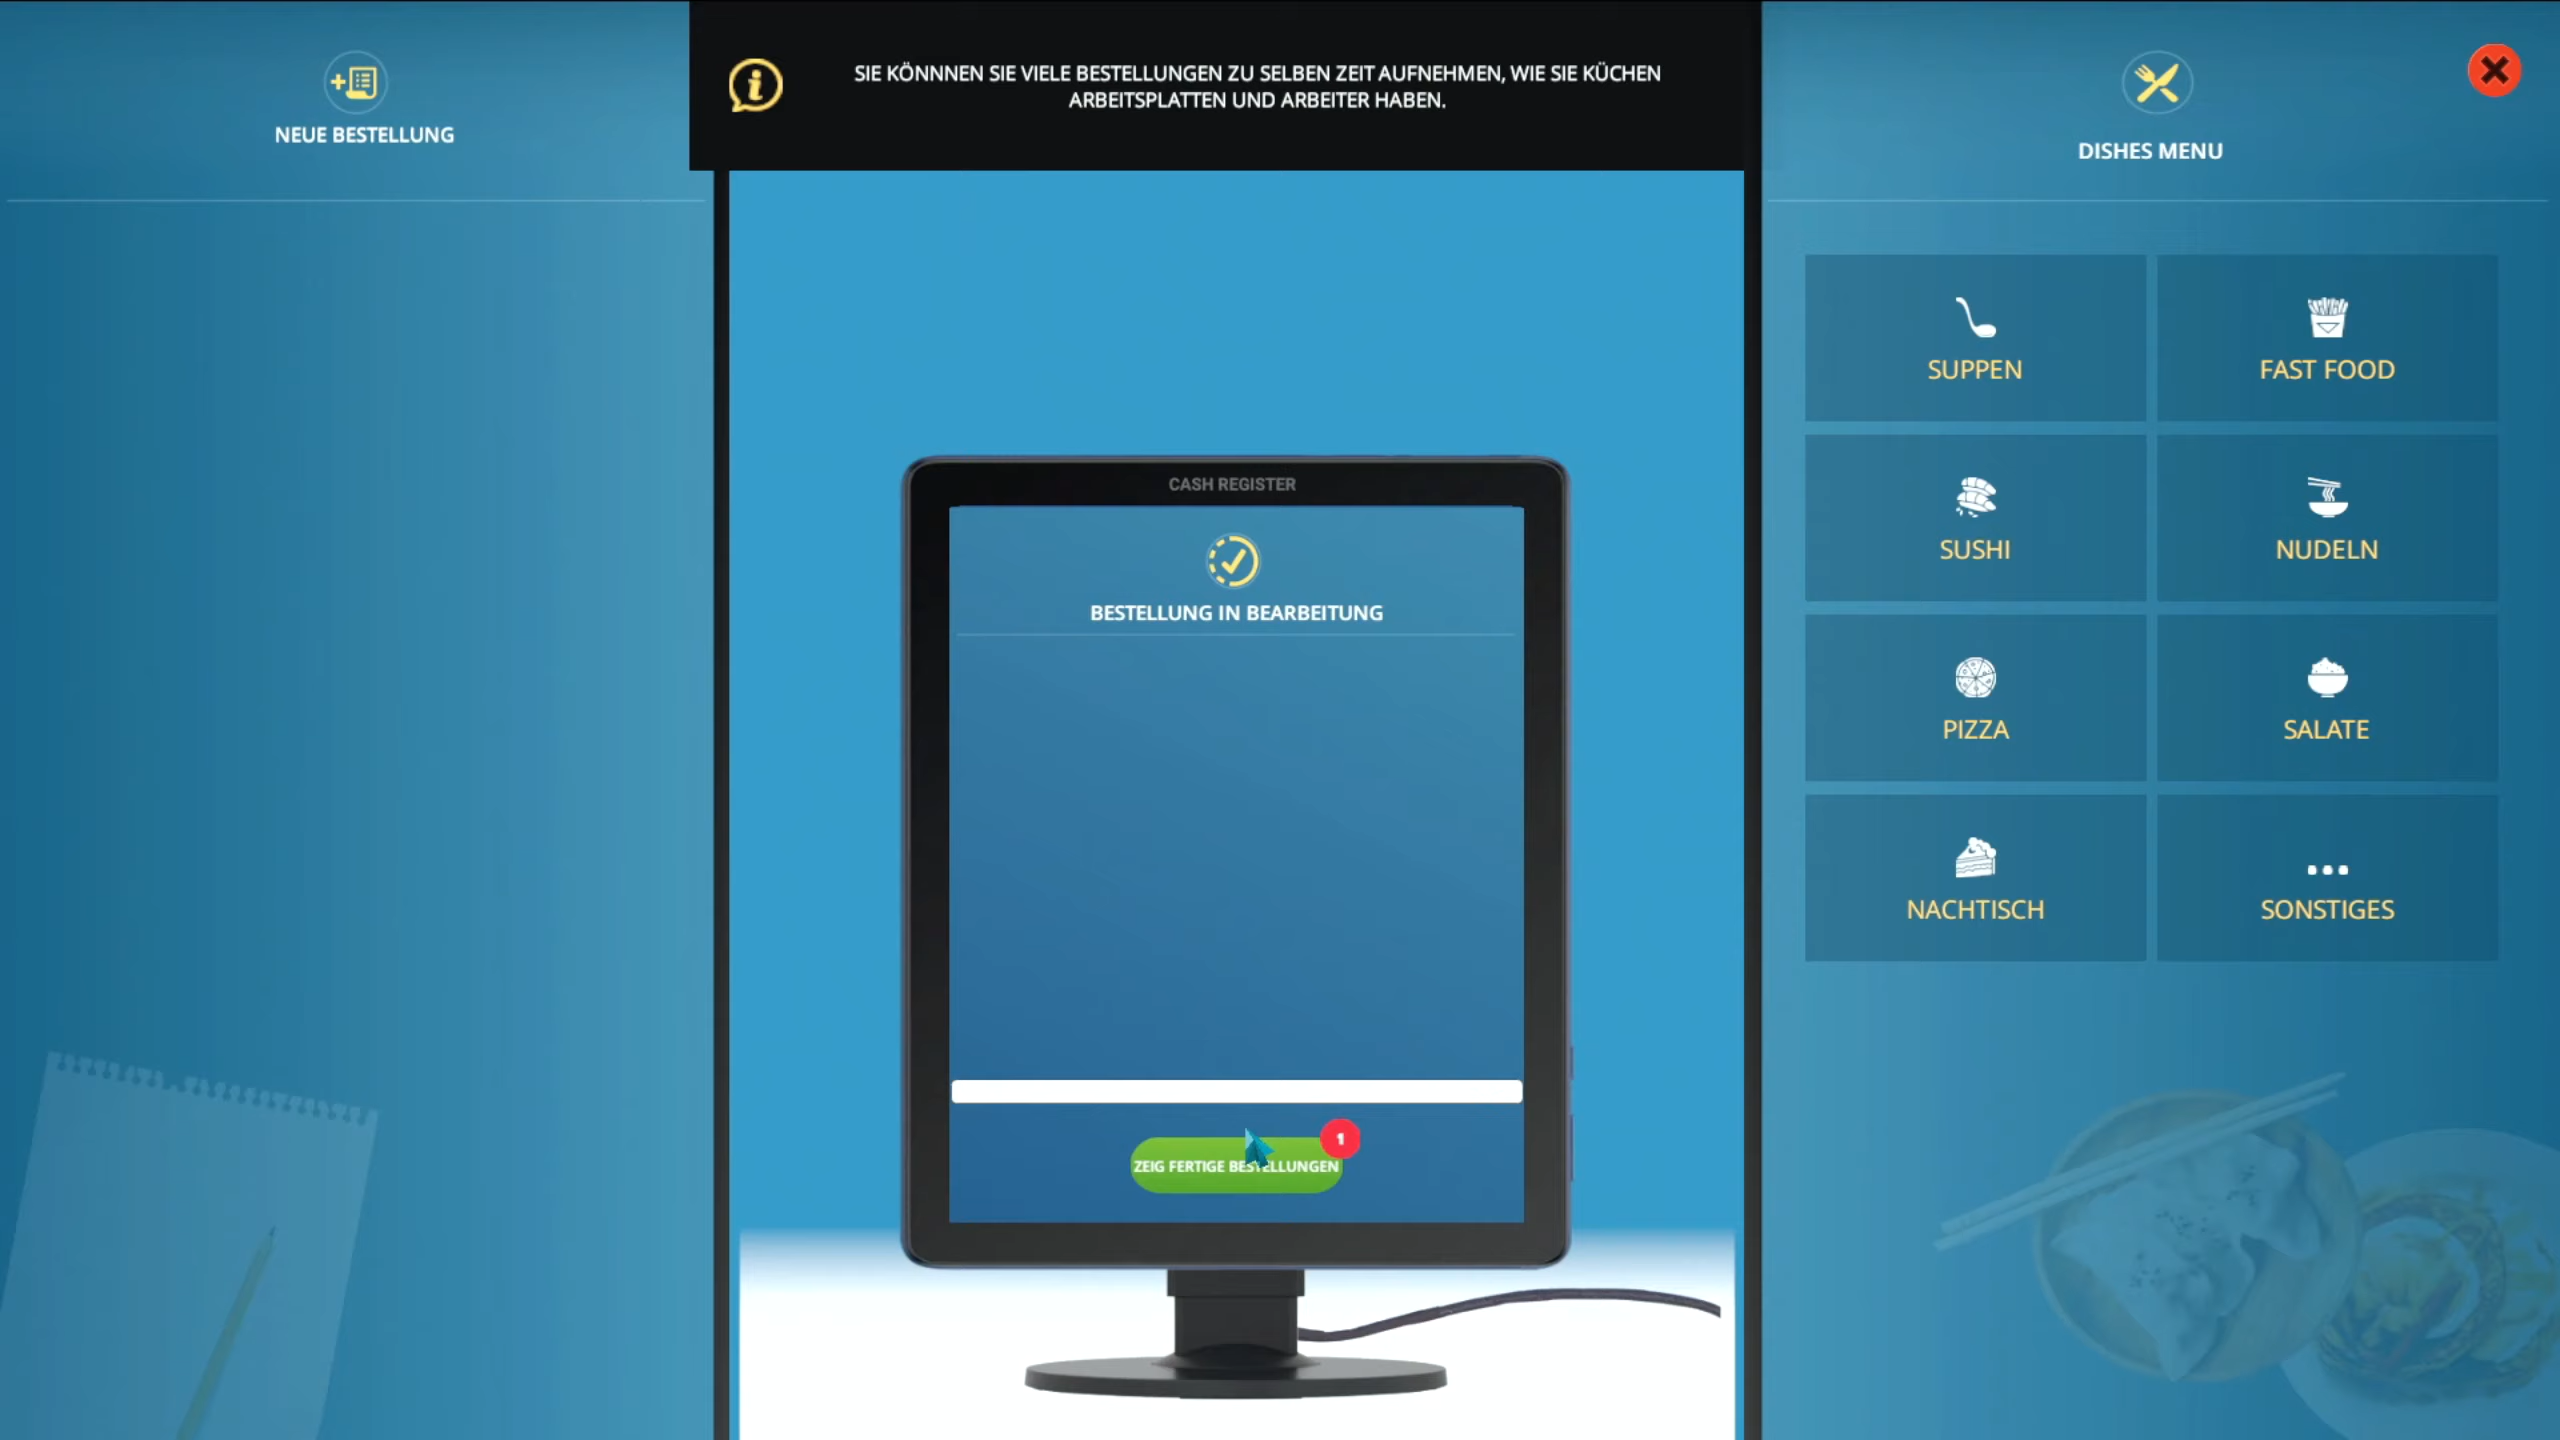 NEUE BESTELLUNG
SIE KÖNNNEN SIE VIELE BESTELLUNGEN ZU SELBEN ZEIT AUFNEHMEN, WIE SIE KÜCHEN
ARBEITSPLATTEN UND ARBEITER HABEN.
DISHES MENU
SUPPEN
FAST FOOD
SUSHI
NUDELN
PIZZA
SALATE
NACHTISCH
SONSTIGES
CASH REGISTER
BESTELLUNG IN BEARBEITUNG
1
ZEIG FERTIGE BESTELLUNGEN